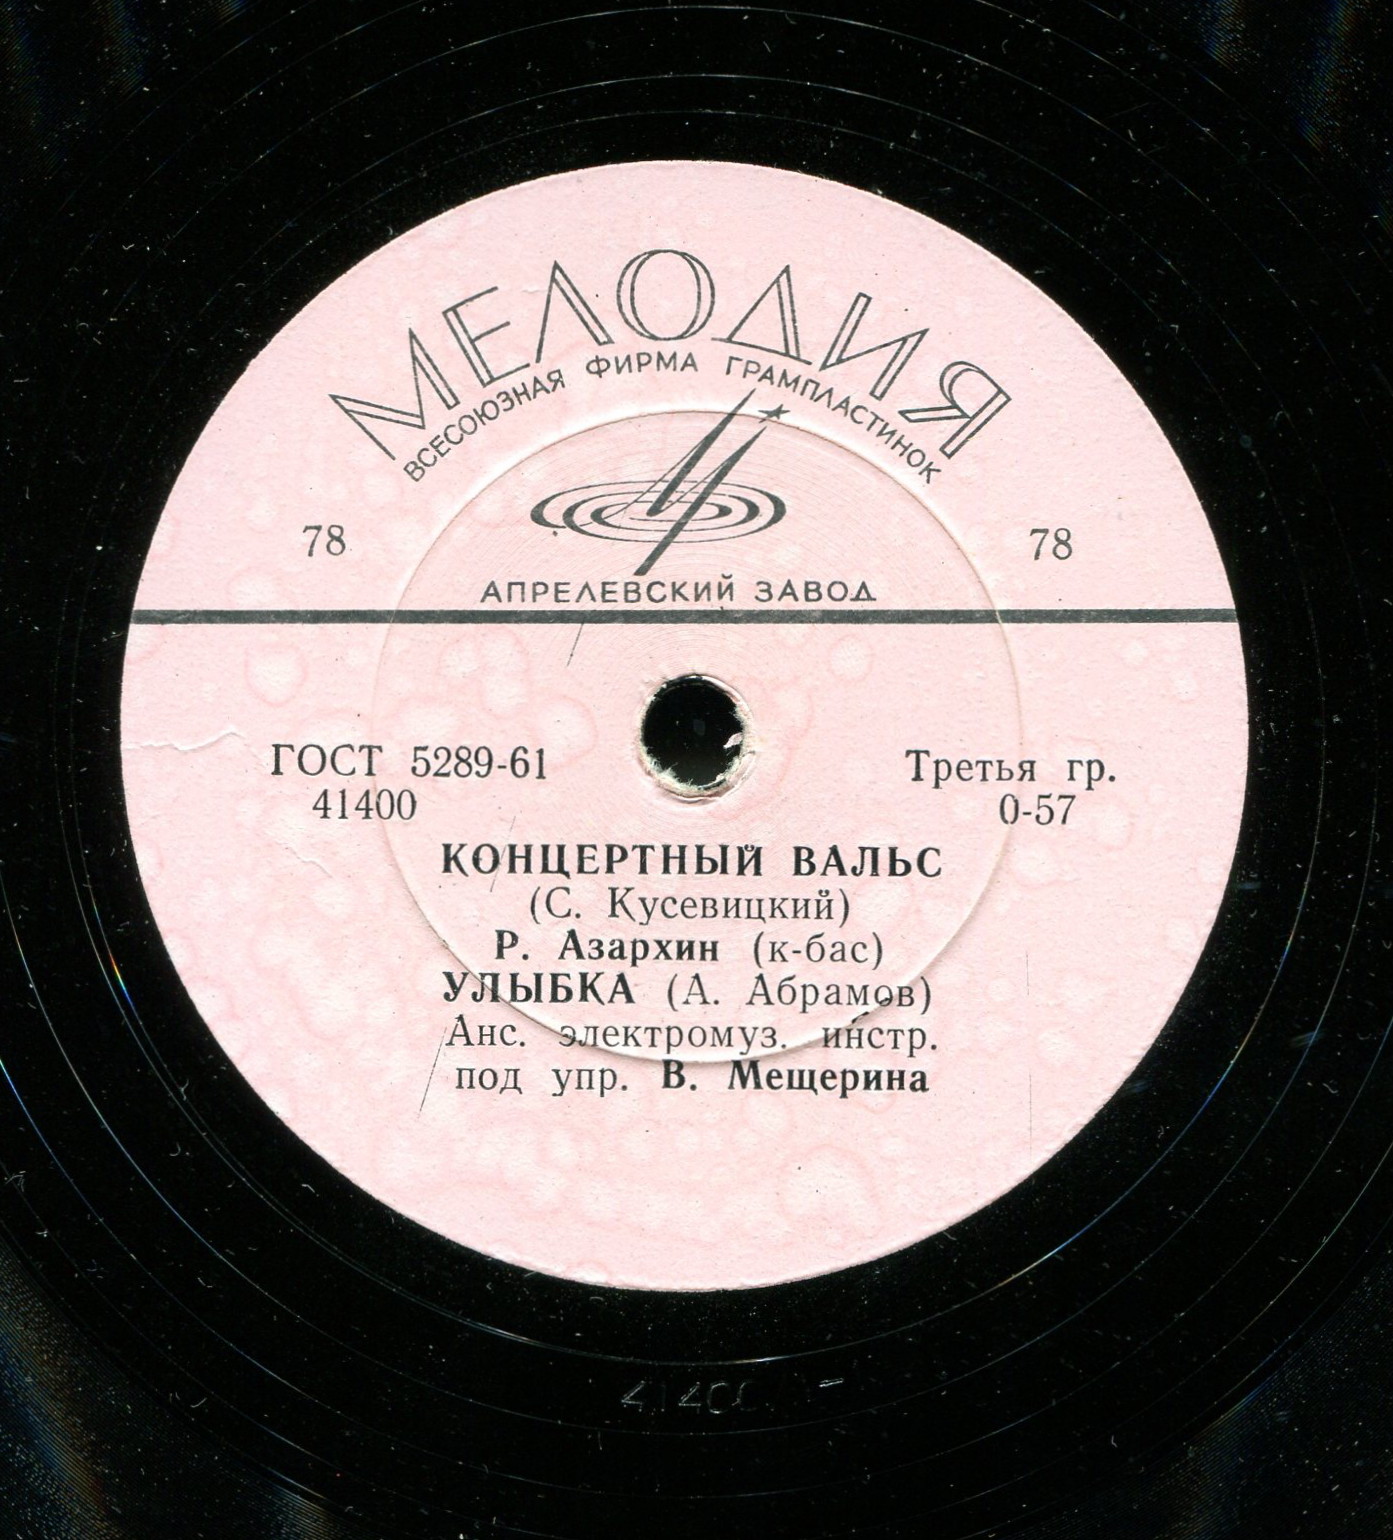 МЕЛОДИЯ
ВСЕСОЮЗНАЯ ФИРМА ГРАМПЛАСТИНОК
78 78
АПРЕЛЕВСКИЙ ЗАВОД
ГОСТ 5289-61 Третья гр.
41400 0-57
КОНЦЕРТНЫЙ ВАЛЬС
(С. Кусевицкий)
Р. Азархин (к-бас)
УЛЫБКА (А. Абрамов)
Анс. электромуз. инстр.
под упр. В. Мещерина
41400